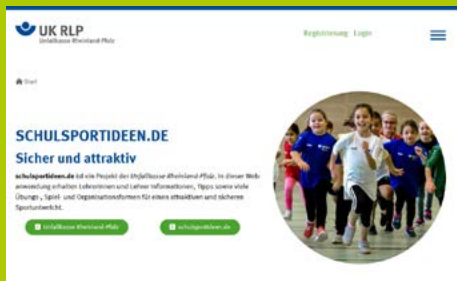 UK RLP
Unfallkasse Rheinland-Pfalz
Registrierung Login
Start
SCHULSPORTIDEEN.DE
Sicher und attraktiv
schulsportideen.de ist ein Projekt der Unfallkasse Rheinland-Pfalz. In dieser Web-
anwendung erhalten Lehrerinnen und Lehrer Informationen, Tipps sowie viele
Übungs-, Spiel- und Organisationsformen für einen attraktiven und sicheren
Sportunterricht.
Unfallkasse Rheinland-Pfalz schulsportideen.de